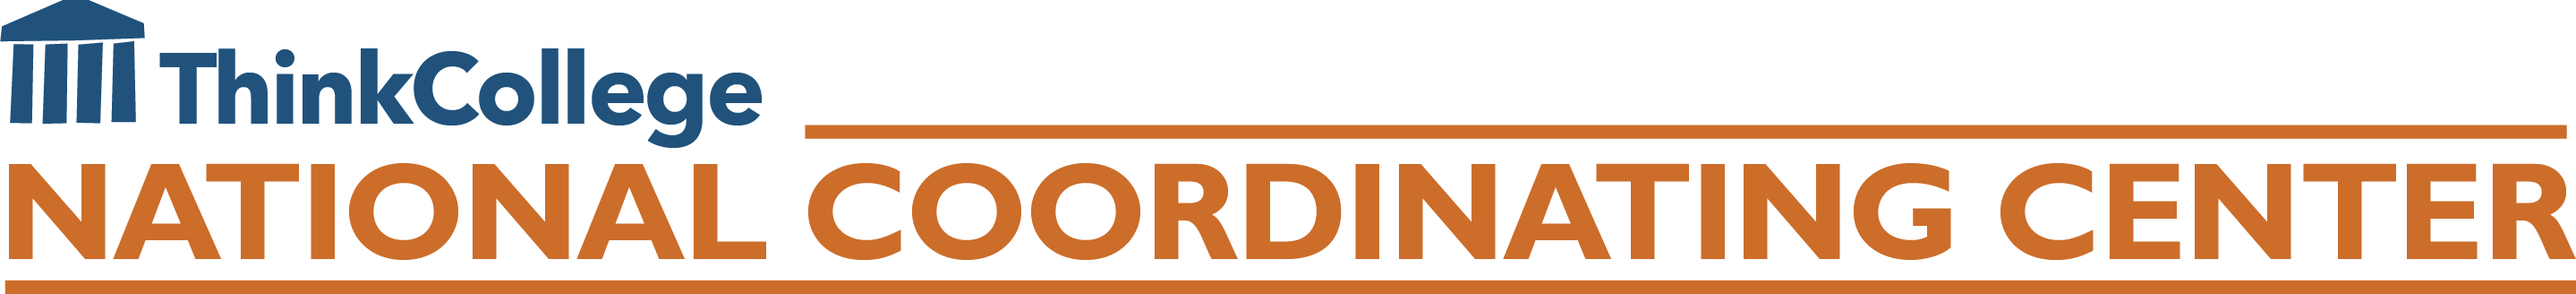 ThinkCollege
NATIONAL COORDINATING CENTER